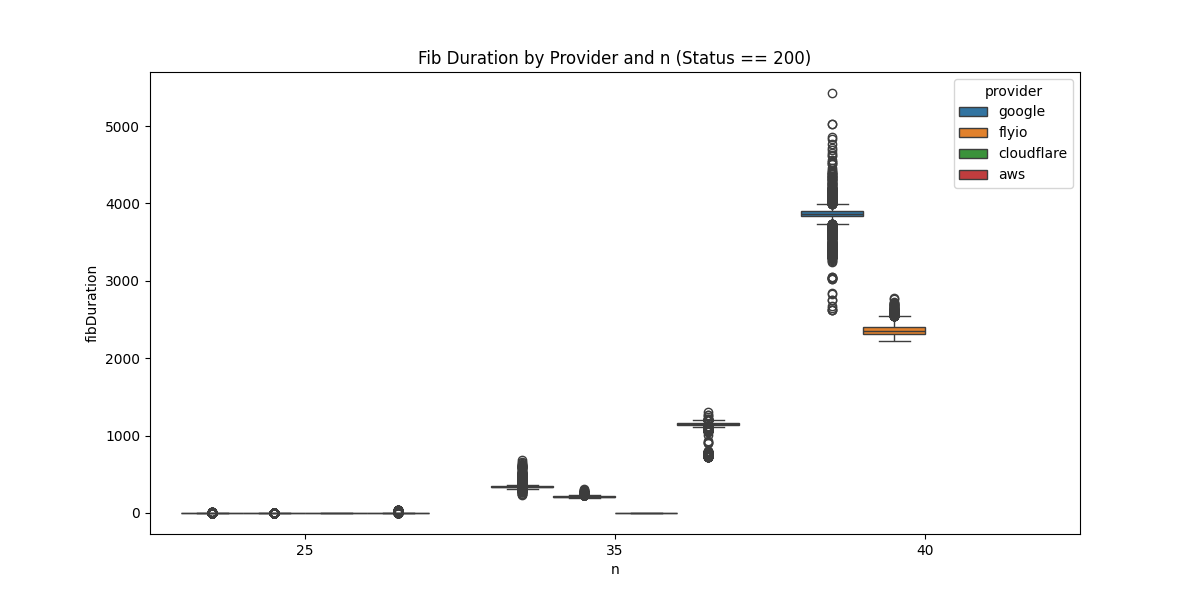 Fib Duration by Provider and n (Status == 200)
provider
google
flyio
cloudflare
aws
fibDuration
5000
4000
3000
2000
1000
0
25
35
40
n